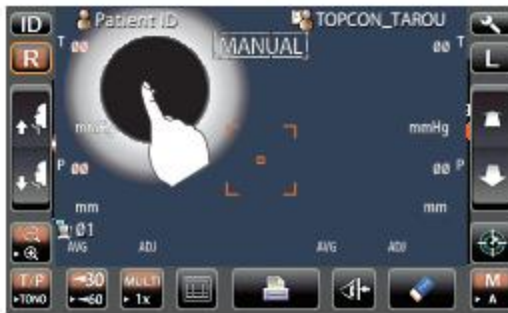 ID Patient ID TOPCON_TAROU
R T 00 MANUAL 00 T L
mmHg mmHg
P 00 00 P
mm mm
01
AVG ADJ AVG ADJ
T/P 30 MULTI M
TONO 60 1x A